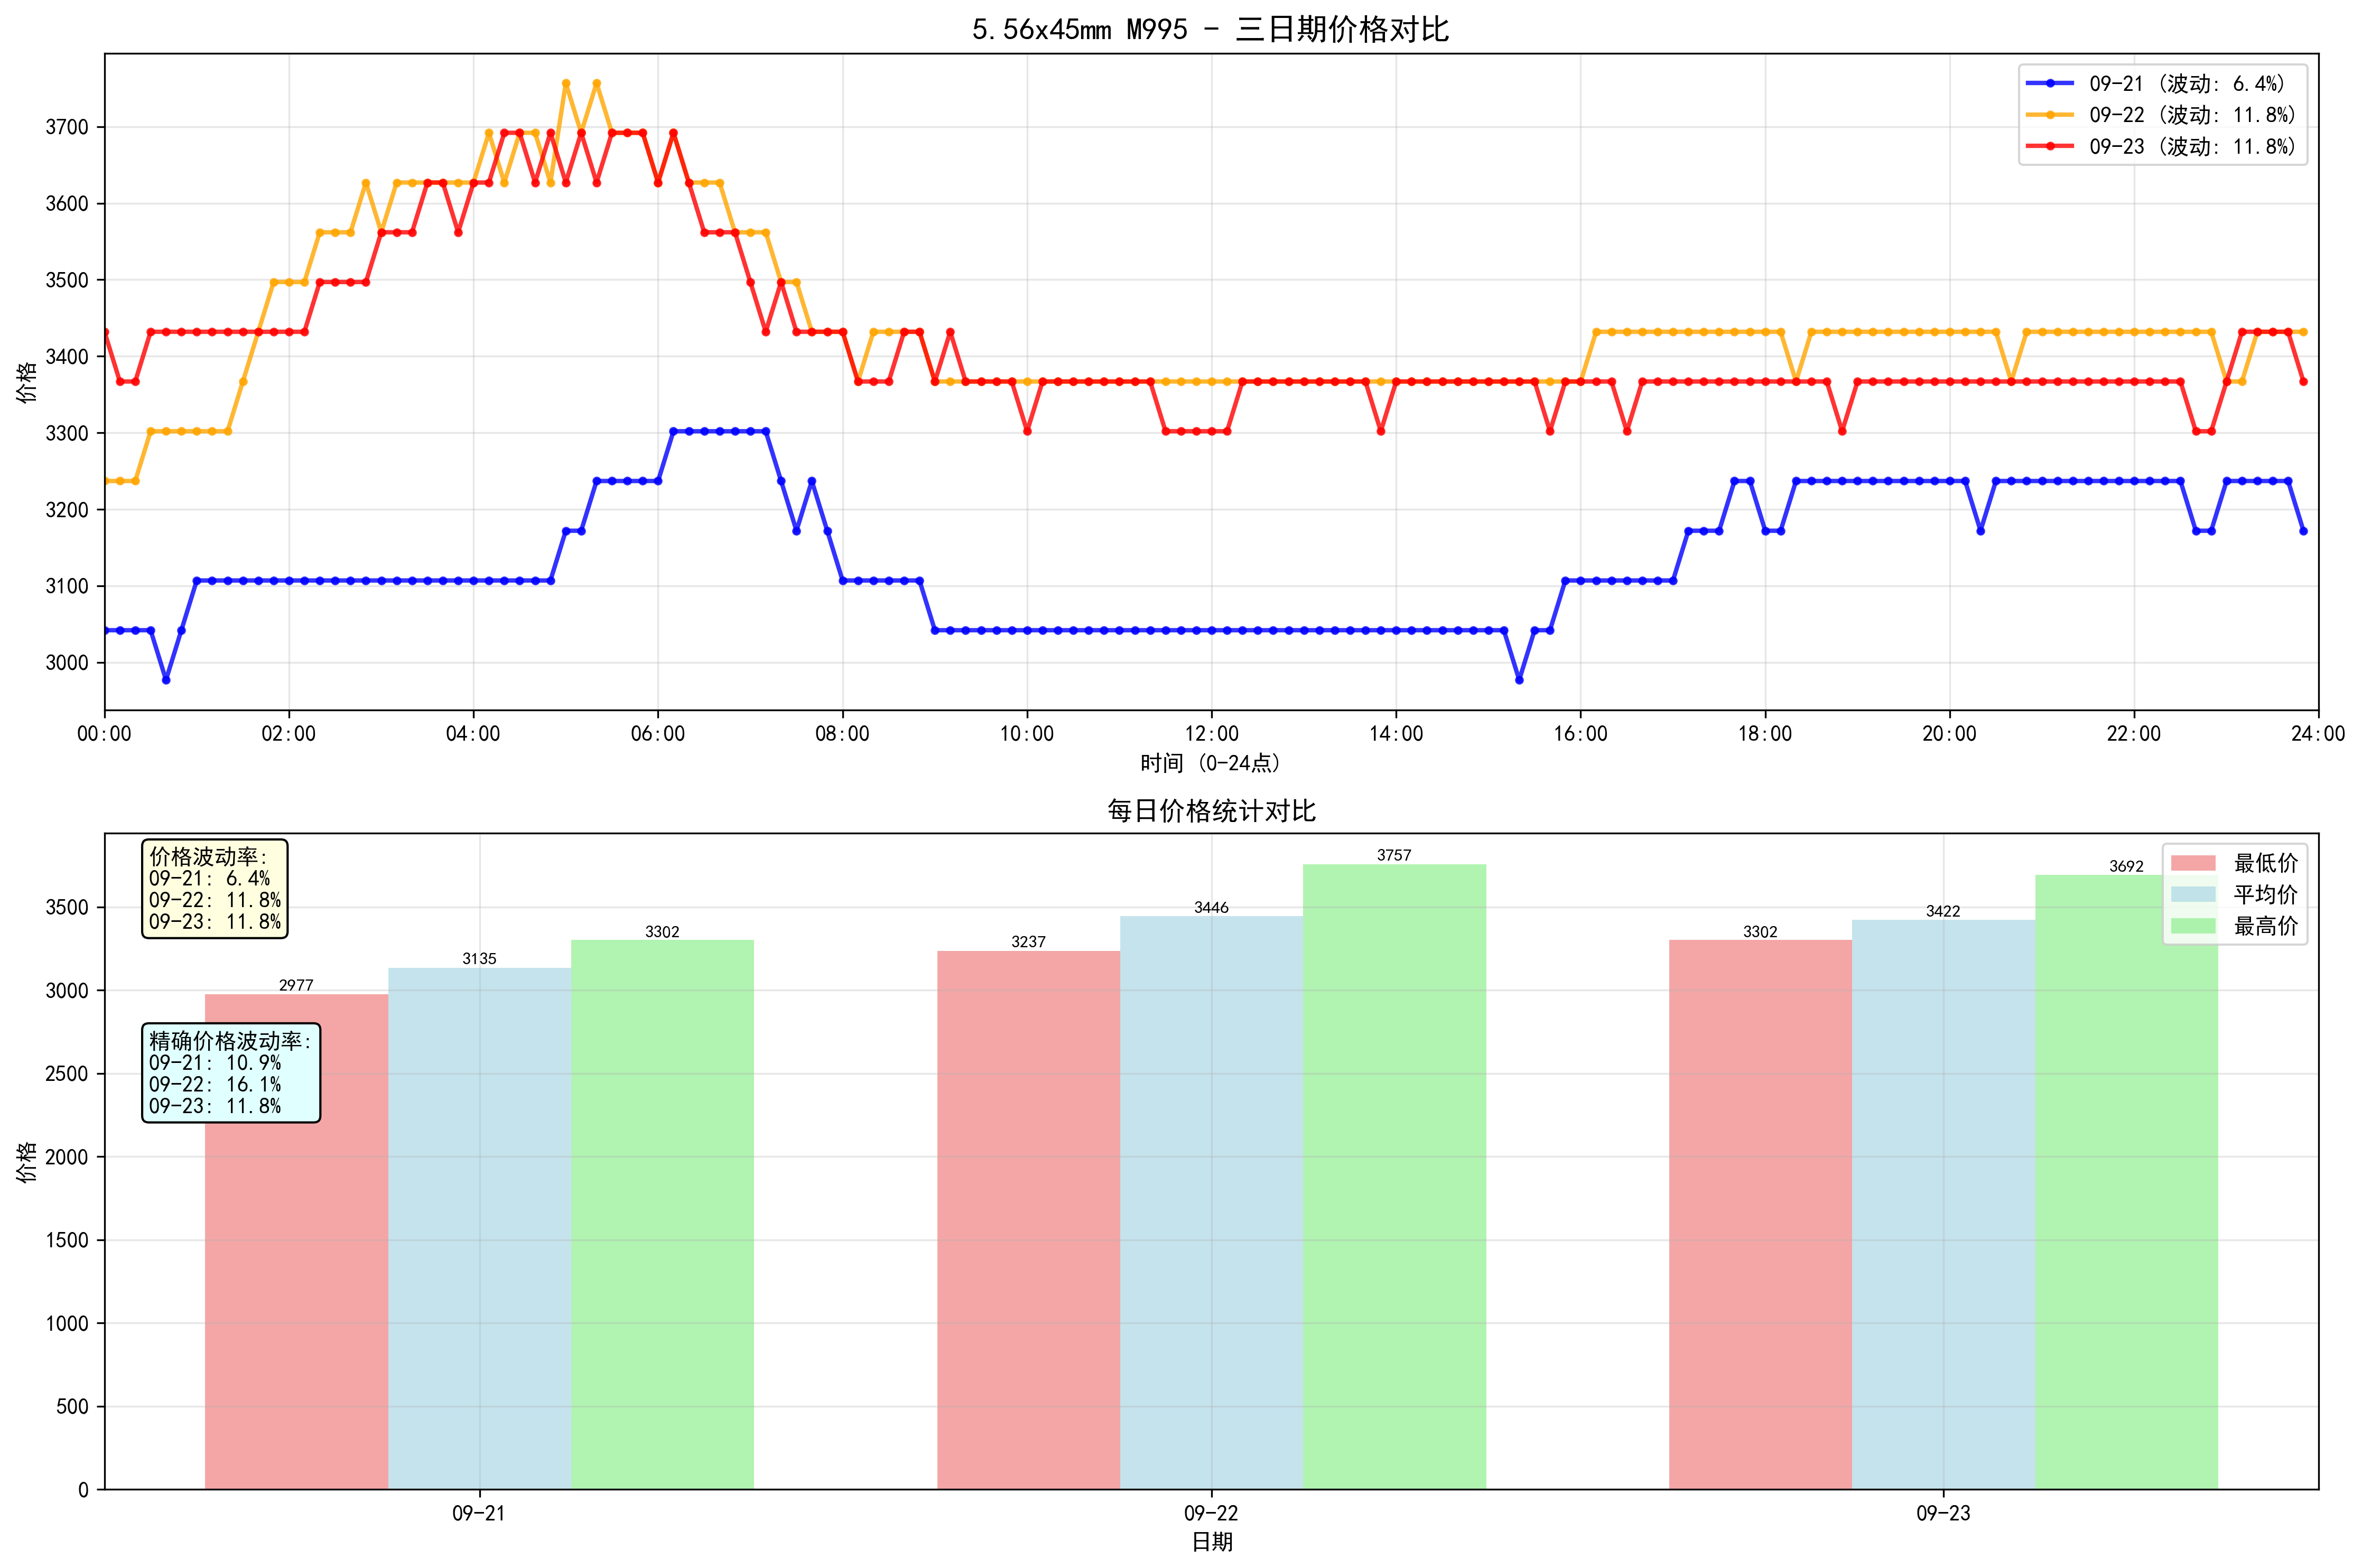 5.56x45mm M995 - 三日期价格对比
09-21 (波动: 6.4%)
09-22 (波动: 11.8%)
09-23 (波动: 11.8%)
价格
3700
3600
3500
3400
3300
3200
3100
3000
00:00 02:00 04:00 06:00 08:00 10:00 12:00 14:00 16:00 18:00 20:00 22:00 24:00
时间 (0-24点)
每日价格统计对比
价格波动率:
09-21: 6.4%
09-22: 11.8%
09-23: 11.8%
精确价格波动率:
09-21: 10.9%
09-22: 16.1%
09-23: 11.8%
最低价
平均价
最高价
2977 3135 3302 3237 3446 3757 3302 3422 3692
价格
3500
3000
2500
2000
1500
1000
500
0
09-21 09-22 09-23
日期